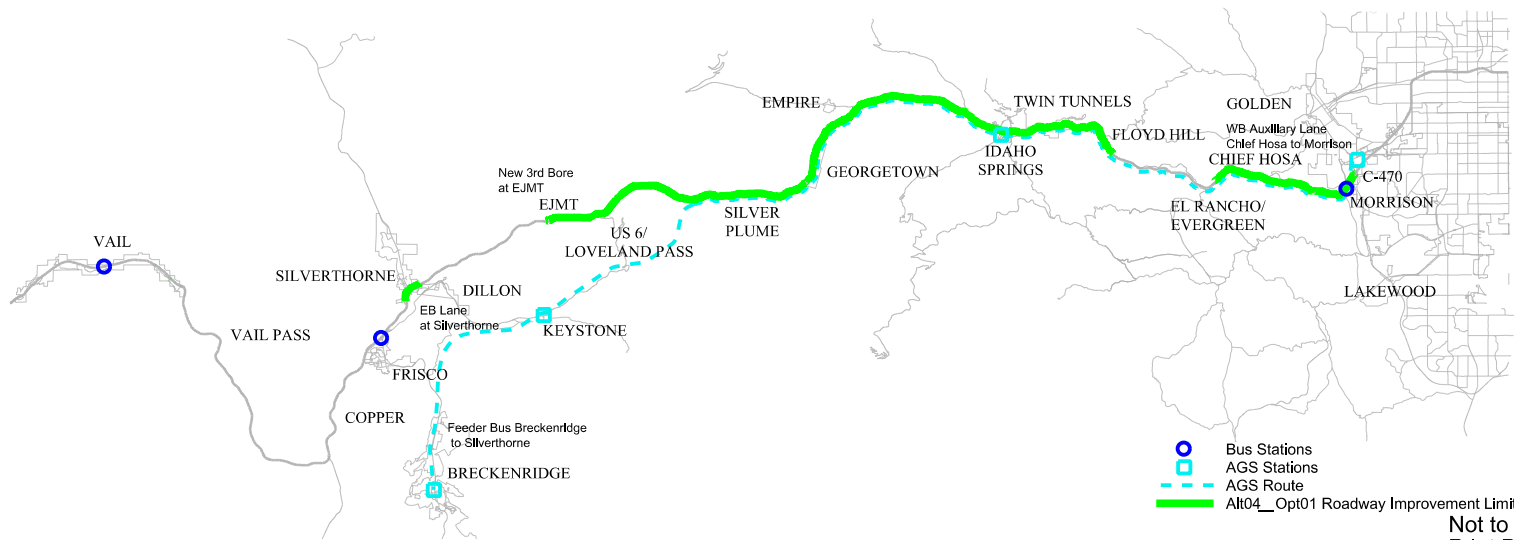 EMPIRE
TWIN TUNNELS
GOLDEN
WB Auxiliary Lane
Chief Hosa to Morrison
FLOYD HILL
IDAHO
SPRINGS
CHIEF HOSA
GEORGETOWN
C-470
New 3rd Bore
at EJMT
EJMT
MORRISON
SILVER
PLUME
EL RANCHO/
EVERGREEN
US 6/
LOVELAND PASS
VAIL
SILVERTHORNE
DILLON
LAKEWOOD
EB Lane
at Silverthorne
KEYSTONE
VAIL PASS
FRISCO
COPPER
Feeder Bus Breckenridge
to Silverthorne
BRECKENRIDGE
Bus Stations
AGS Stations
AGS Route
Alt04__Opt01 Roadway Improvement Limit
Not to